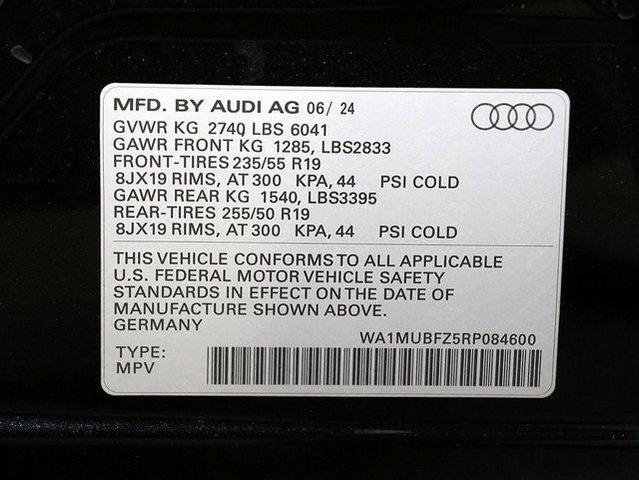 MFD. BY AUDI AG 06/ 24
GVWR KG 2740 LBS 6041
GAWR FRONT KG 1285, LBS2833
FRONT-TIRES 235/55 R19
8JX19 RIMS, AT 300 KPA, 44 PSI COLD
GAWR REAR KG 1540, LBS3395
REAR-TIRES 255/50 R19
8JX19 RIMS, AT 300 KPA, 44 PSI COLD
THIS VEHICLE CONFORMS TO ALL APPLICABLE
U.S. FEDERAL MOTOR VEHICLE SAFETY
STANDARDS IN EFFECT ON THE DATE OF
MANUFACTURE SHOWN ABOVE.
GERMANY
WA1MUBFZ5RP084600
TYPE:
MPV